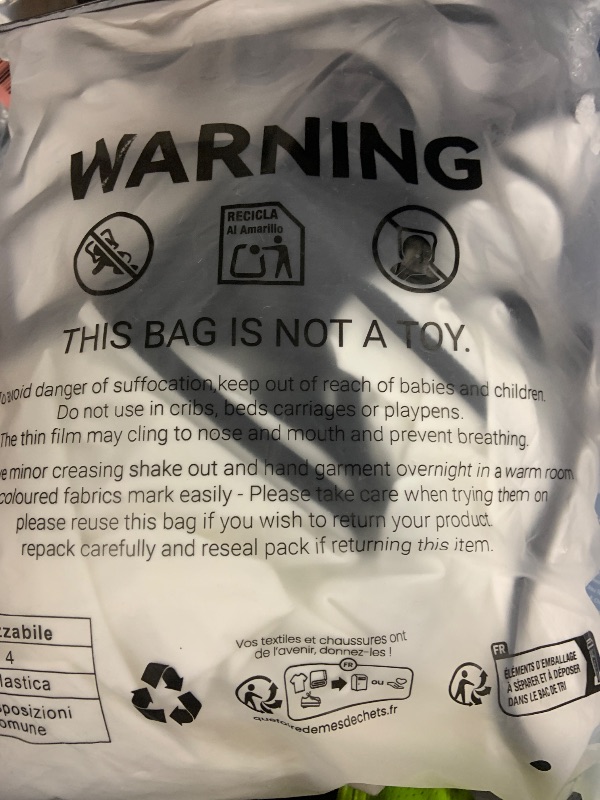 WARNING
RECICLA
Al Amarillo
THIS BAG IS NOT A TOY.
To avoid danger of suffocation,keep out of reach of babies and children.
Do not use in cribs, beds carriages or playpens.
The thin film may cling to nose and mouth and prevent breathing.
minor creasing shake out and hand garment overnight in a warm room
coloured fabrics mark easily - Please take care when trying them on
please reuse this bag if you wish to return your product.
repack carefully and reseal pack if returning this item.
zzabile
4
lastica
sposizioni
omune
Vos textiles et chaussures ont
de l'avenir, donnez-les !
FR
ou
quefairedemesdechets.fr
FR
ÉLÉMENTS D'EMBALLAGE
À SÉPARER ET À DÉPOSER
DANS LE BAC DE TRI